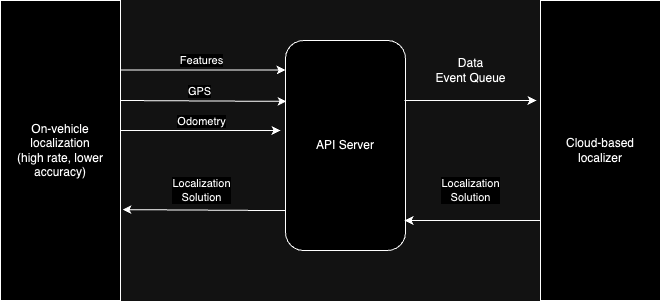 On-vehicle
localization
(high rate, lower
accuracy)
Features
GPS
Odometry
Localization
Solution
API Server
Data
Event Queue
Localization
Solution
Cloud-based
localizer